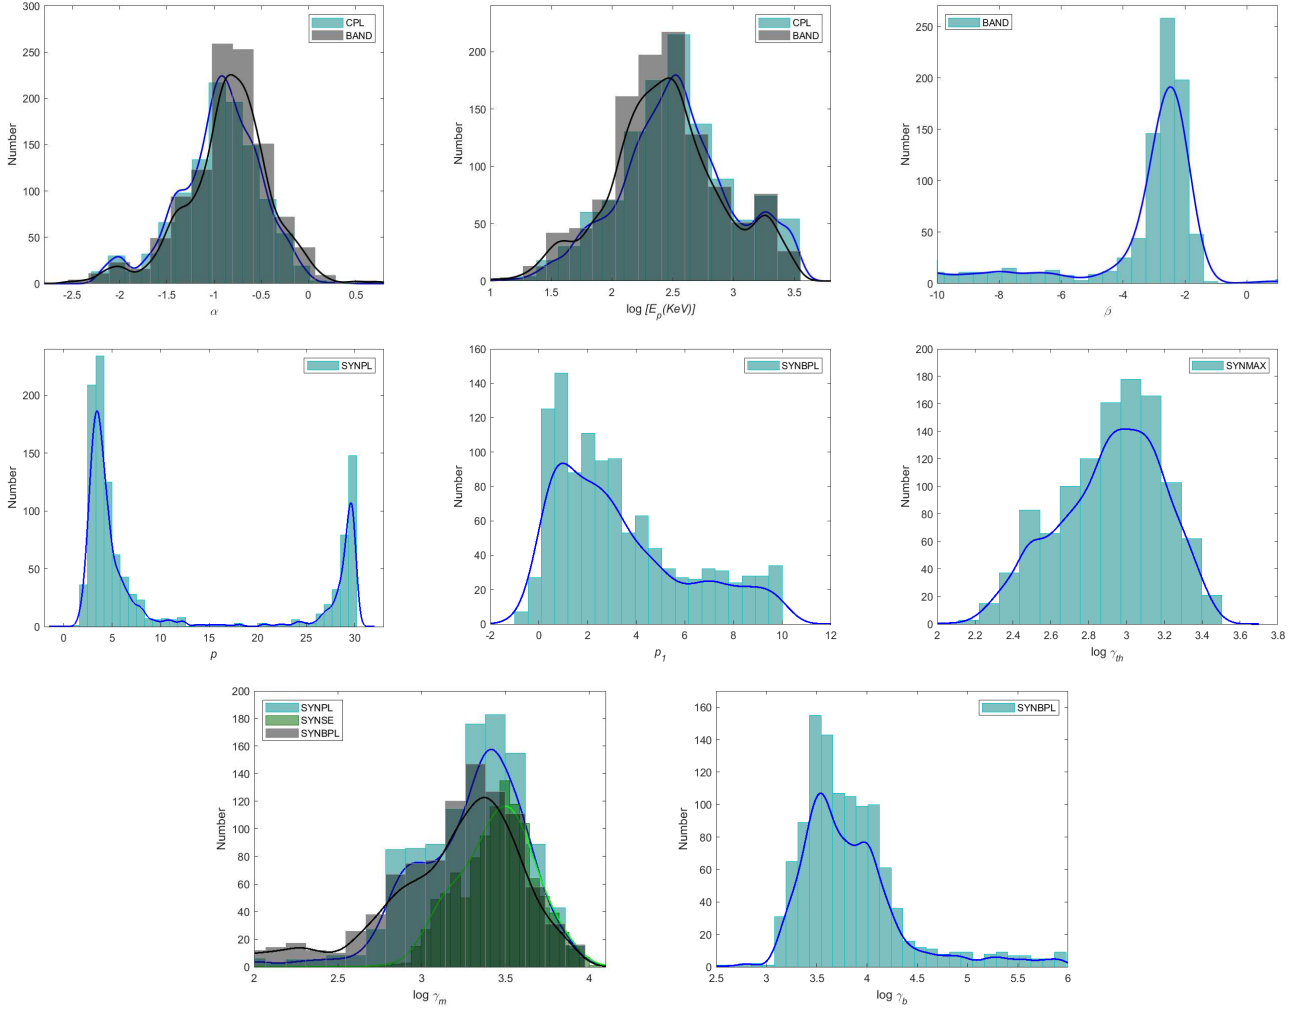 300
250
200
150
100
50
0
Number
-2.5 -2 -1.5 -1 -0.5 0 0.5
α
CPL
BAND
200
150
100
50
0
Number
1 1.5 2 2.5 3 3.5
log [E_p(KeV)]
CPL
BAND
250
200
150
100
50
0
Number
-10 -8 -6 -4 -2 0
β
BAND
200
150
100
50
0
Number
0 5 10 15 20 25 30
p
SYNPL
160
140
120
100
80
60
40
20
0
Number
-2 0 2 4 6 8 10 12
p_1
SYNBPL
200
180
160
140
120
100
80
60
40
20
0
Number
2 2.2 2.4 2.6 2.8 3 3.2 3.4 3.6 3.8
log γ_th
SYNMAX
200
180
160
140
120
100
80
60
40
20
0
Number
2 2.5 3 3.5 4
log γ_m
SYNPL
SYNSE
SYNBPL
160
140
120
100
80
60
40
20
0
Number
2.5 3 3.5 4 4.5 5 5.5 6
log γ_b
SYNBPL